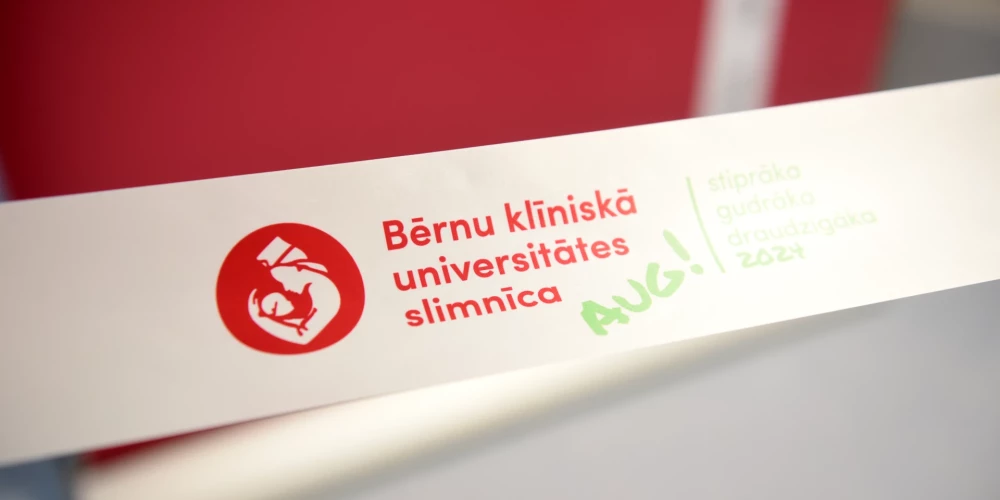 Bērnu klīniskā
universitātes
slimnīca
AUG!
stiprāka
gudrāka
draudzīgāka
2024